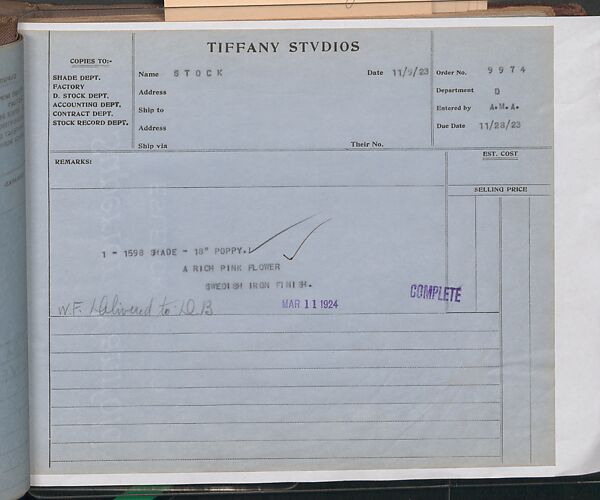 TIFFANY STVDIOS
COPIES TO:-
SHADE DEPT.
FACTORY
D. STOCK DEPT.
ACCOUNTING DEPT.
CONTRACT DEPT.
STOCK RECORD DEPT.
Name STOCK Date 11/9/23
Address
Ship to
Address
Ship via Their No.
Order No. 9974
Department D
Entered by A.M.A.
Due Date 11/28/23
REMARKS:
EST. COST
SELLING PRICE
1 - 1598 SHADE - 18" POPPY.
A RICH PINK FLOWER
SWEDISH IRON FINISH.
W.F. Delivered to D.B
MAR 11 1924
COMPLETE